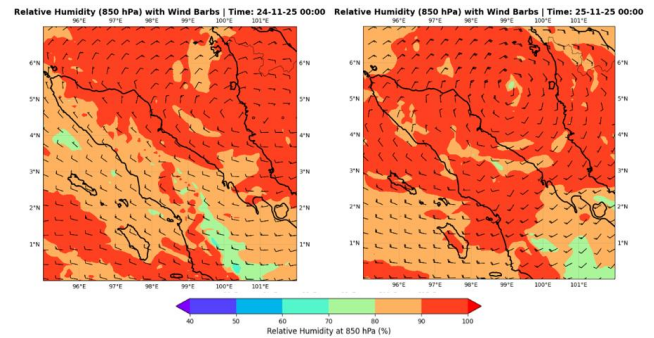 Relative Humidity (850 hPa) with Wind Barbs | Time: 24-11-25 00:00
Relative Humidity (850 hPa) with Wind Barbs | Time: 25-11-25 00:00
96°E 97°E 98°E 99°E 100°E 101°E
96°E 97°E 98°E 99°E 100°E 101°E
6°N 6°N 6°N 6°N
5°N D 5°N 5°N D 5°N
4°N 4°N 4°N 4°N
3°N 3°N 3°N 3°N
2°N 2°N 2°N 2°N
1°N 1°N 1°N 1°N
96°E 97°E 98°E 99°E 100°E 101°E
96°E 97°E 98°E 99°E 100°E 101°E
40 50 60 70 80 90 100
Relative Humidity at 850 hPa (%)